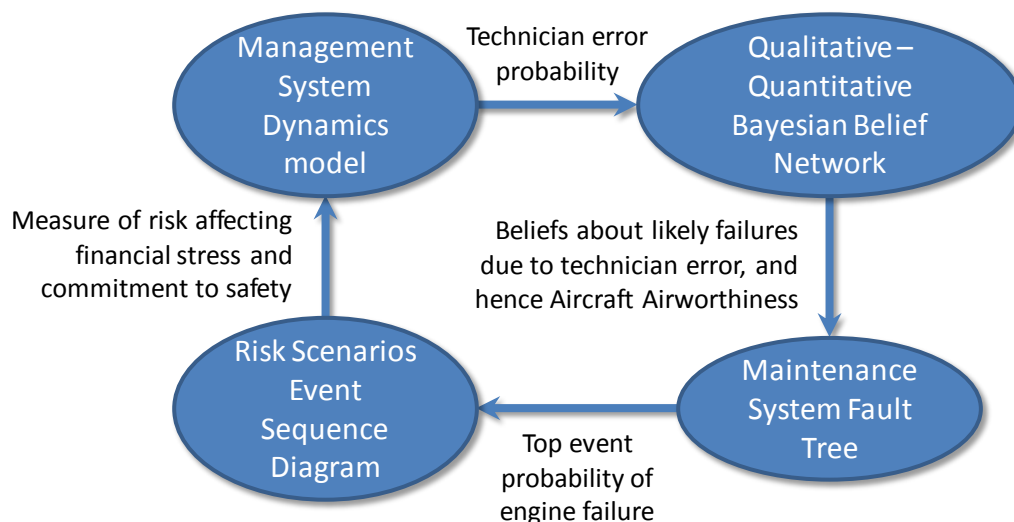 Management
System
Dynamics
model
Technician error
probability
Qualitative –
Quantitative
Bayesian Belief
Network
Measure of risk affecting
financial stress and
commitment to safety
Beliefs about likely failures
due to technician error, and
hence Aircraft Airworthiness
Risk Scenarios
Event
Sequence
Diagram
Top event
probability of
engine failure
Maintenance
System Fault
Tree